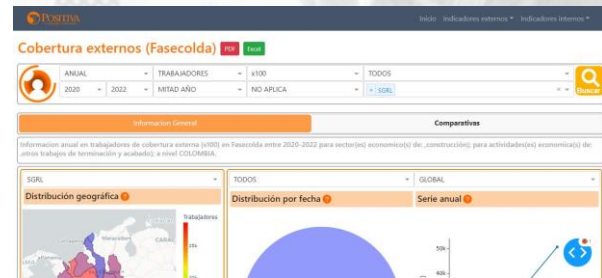 POSITIVA
Inicio Indicadores externos Indicadores internos
Cobertura externos (Fasecolda) PDF Excel
ANUAL TRABAJADORES x100 TODOS
2020 2022 MITAD AÑO NO APLICA × SGRL × Buscar
Informacion General Comparativas
Informacion anual en trabajadores de cobertura externa (x100) en Fasecolda entre 2020-2022 para sector(es) economico(s) de: ,construcción); para actividades(es) economica(s) de:
,otros trabajos de terminación y acabado); a nivel COLOMBIA.
SGRL TODOS GLOBAL
Distribución geográfica ? Distribución por fecha ? Serie anual ?
Trabajadores
Maracaibo
50k
40k